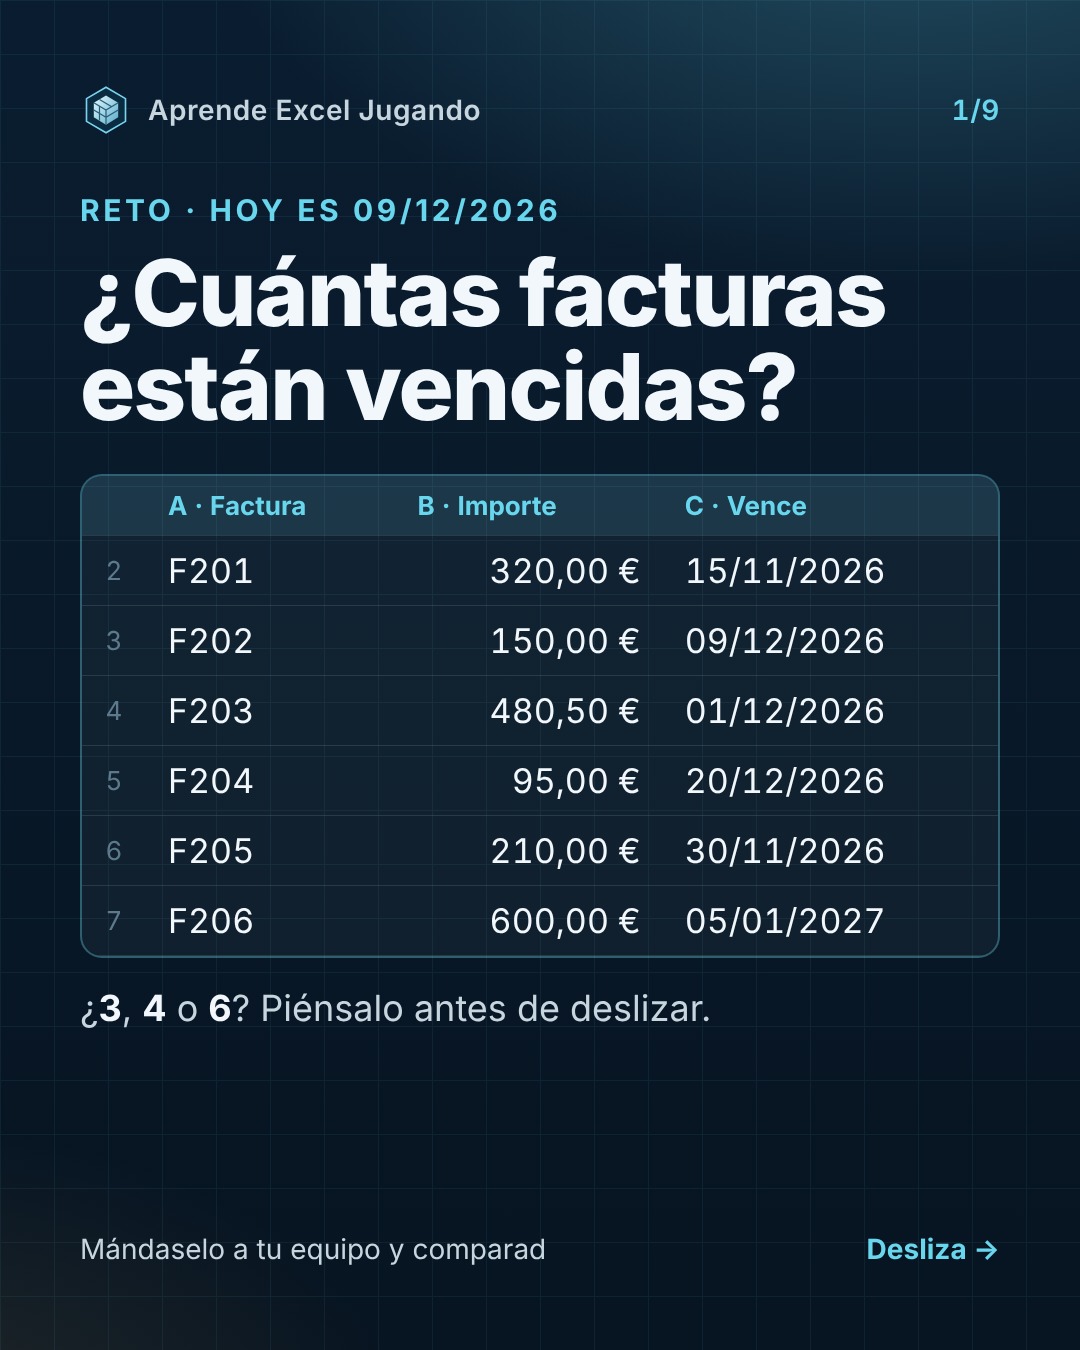 Aprende Excel Jugando
1/9
RETO · HOY ES 09/12/2026
¿Cuántas facturas
están vencidas?
A · Factura B · Importe C · Vence
2 F201 320,00 € 15/11/2026
3 F202 150,00 € 09/12/2026
4 F203 480,50 € 01/12/2026
5 F204 95,00 € 20/12/2026
6 F205 210,00 € 30/11/2026
7 F206 600,00 € 05/01/2027
¿3, 4 o 6? Piénsalo antes de deslizar.
Mándaselo a tu equipo y comparad
Desliza →